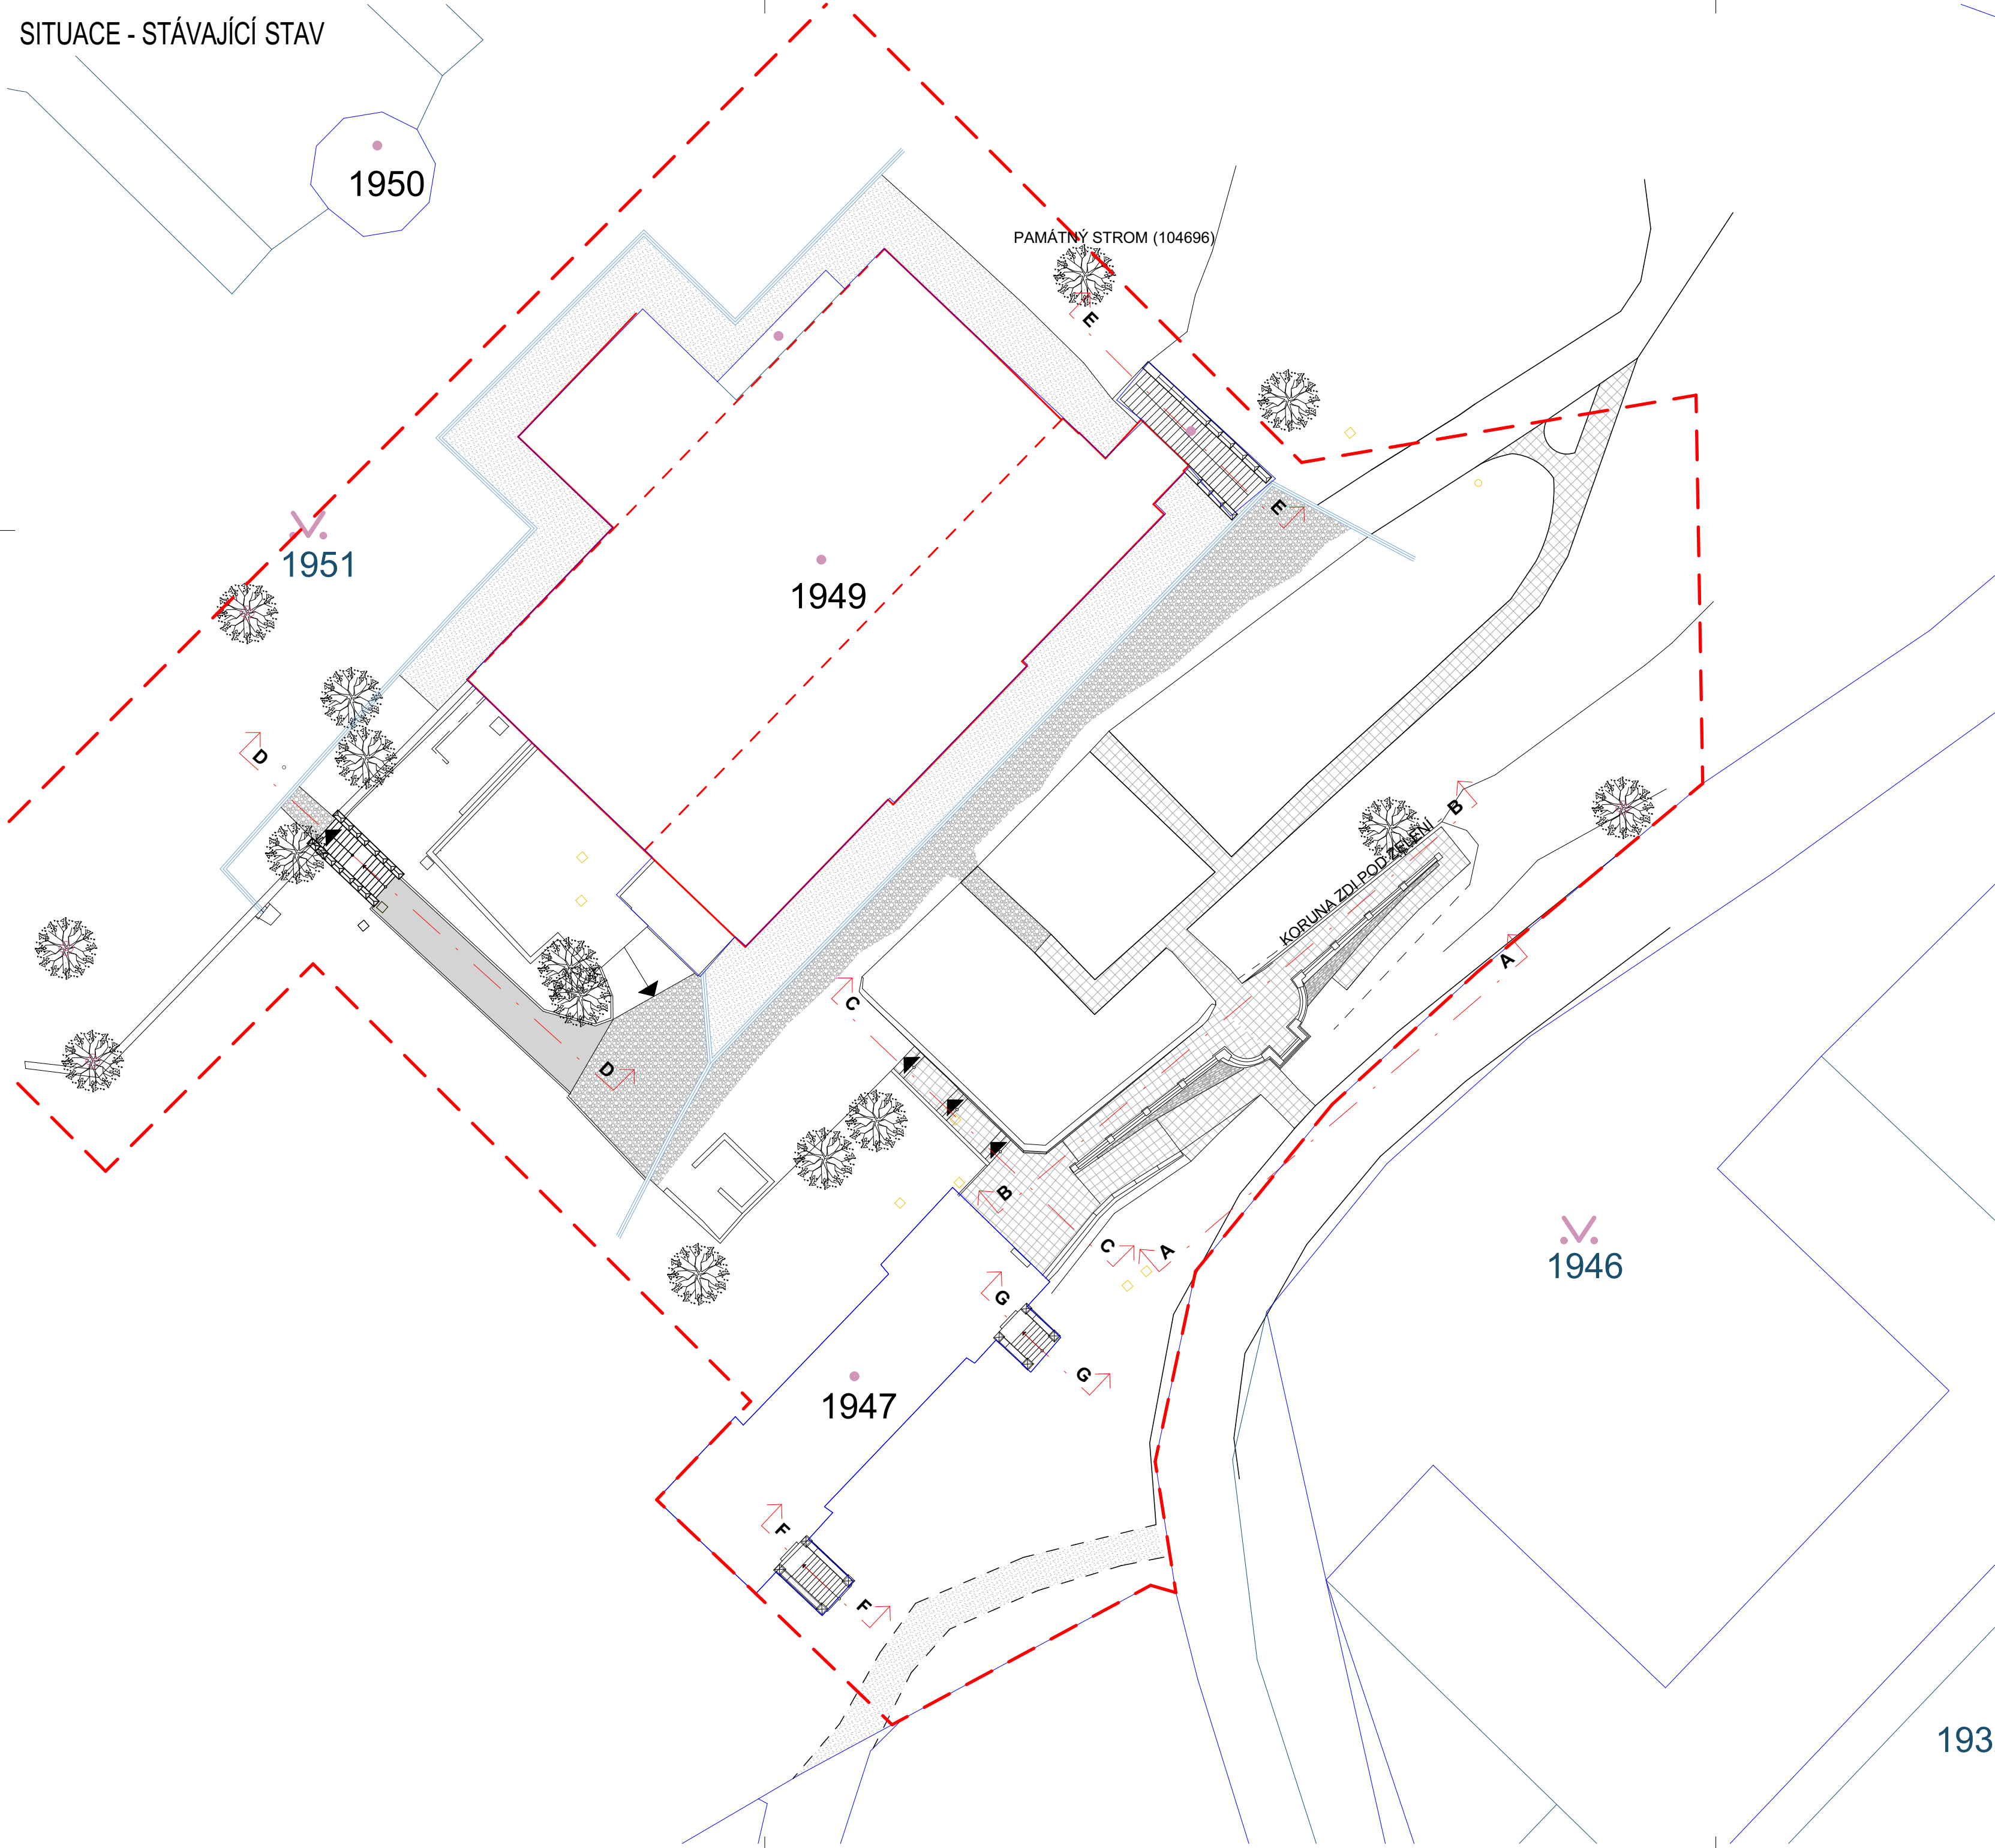 SITUACE - STÁVAJÍCÍ STAV
1950
PAMÁTNÝ STROM (104696)
E
E
1951
1949
D
B
KORUNA ZDI POD ZELENÍ
A
C
D
B
C
A
1946
G
G
1947
F
F
193